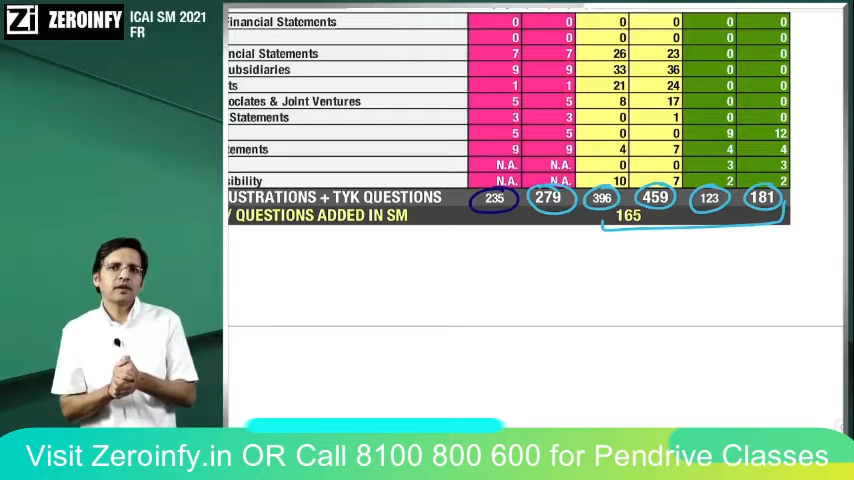 Zi ZEROINFY
ICAI SM 2021
FR
Financial Statements 0 0 0 0 0 0
0 0 0 0 0 0
ncial Statements 7 7 26 23 0 0
ubsidiaries 9 9 33 36 0 0
ts 1 1 21 24 0 0
ociates & Joint Ventures 5 5 8 17 0 0
Statements 3 3 0 1 0 0
5 5 0 0 9 12
tements 9 9 4 7 4 4
N.A. N.A. 0 0 3 3
sibility N.A. N.A. 10 7 2 2
USTRATIONS + TYK QUESTIONS 235 279 396 459 123 181
/ QUESTIONS ADDED IN SM 165
Visit Zeroinfy.in OR Call 8100 800 600 for Pendrive Classes